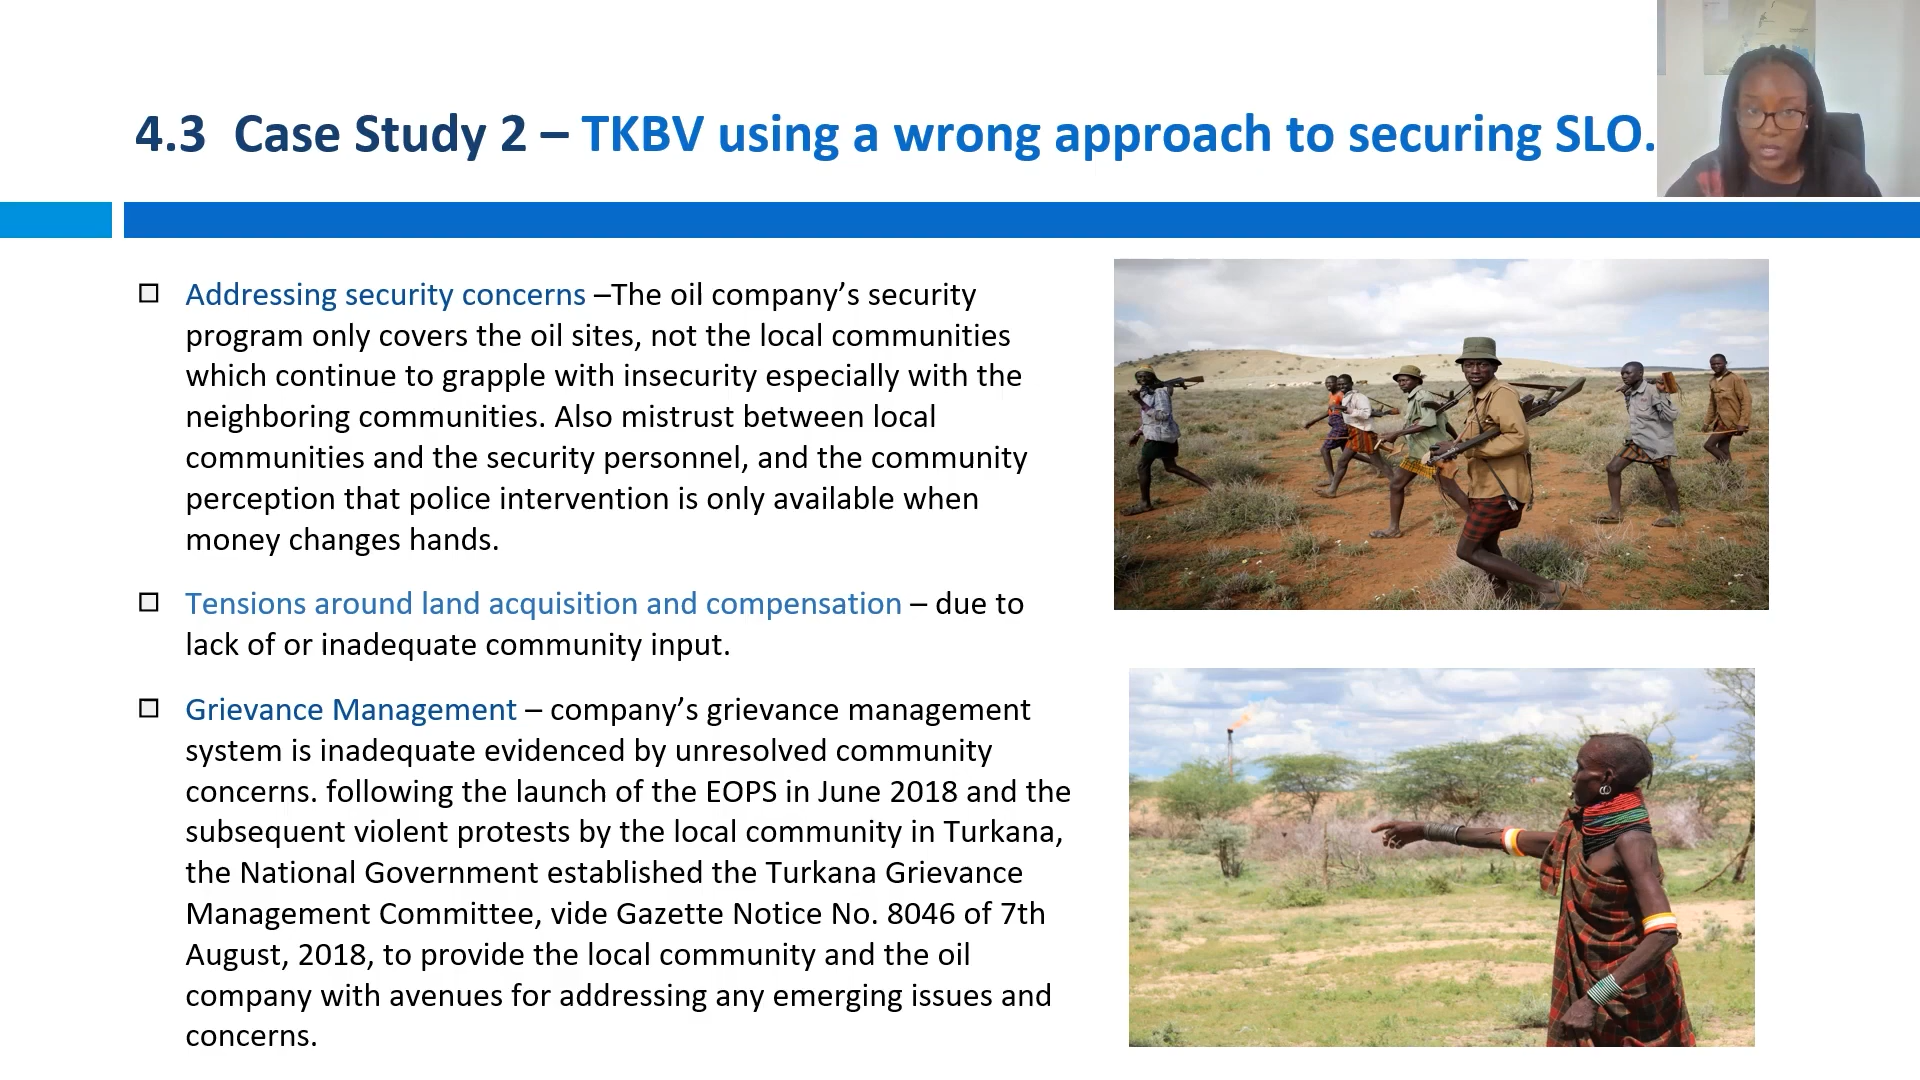 4.3 Case Study 2 – TKBV using a wrong approach to securing SLO.
Addressing security concerns –The oil company’s security
program only covers the oil sites, not the local communities
which continue to grapple with insecurity especially with the
neighboring communities. Also mistrust between local
communities and the security personnel, and the community
perception that police intervention is only available when
money changes hands.
Tensions around land acquisition and compensation – due to
lack of or inadequate community input.
Grievance Management – company’s grievance management
system is inadequate evidenced by unresolved community
concerns. following the launch of the EOPS in June 2018 and the
subsequent violent protests by the local community in Turkana,
the National Government established the Turkana Grievance
Management Committee, vide Gazette Notice No. 8046 of 7th
August, 2018, to provide the local community and the oil
company with avenues for addressing any emerging issues and
concerns.